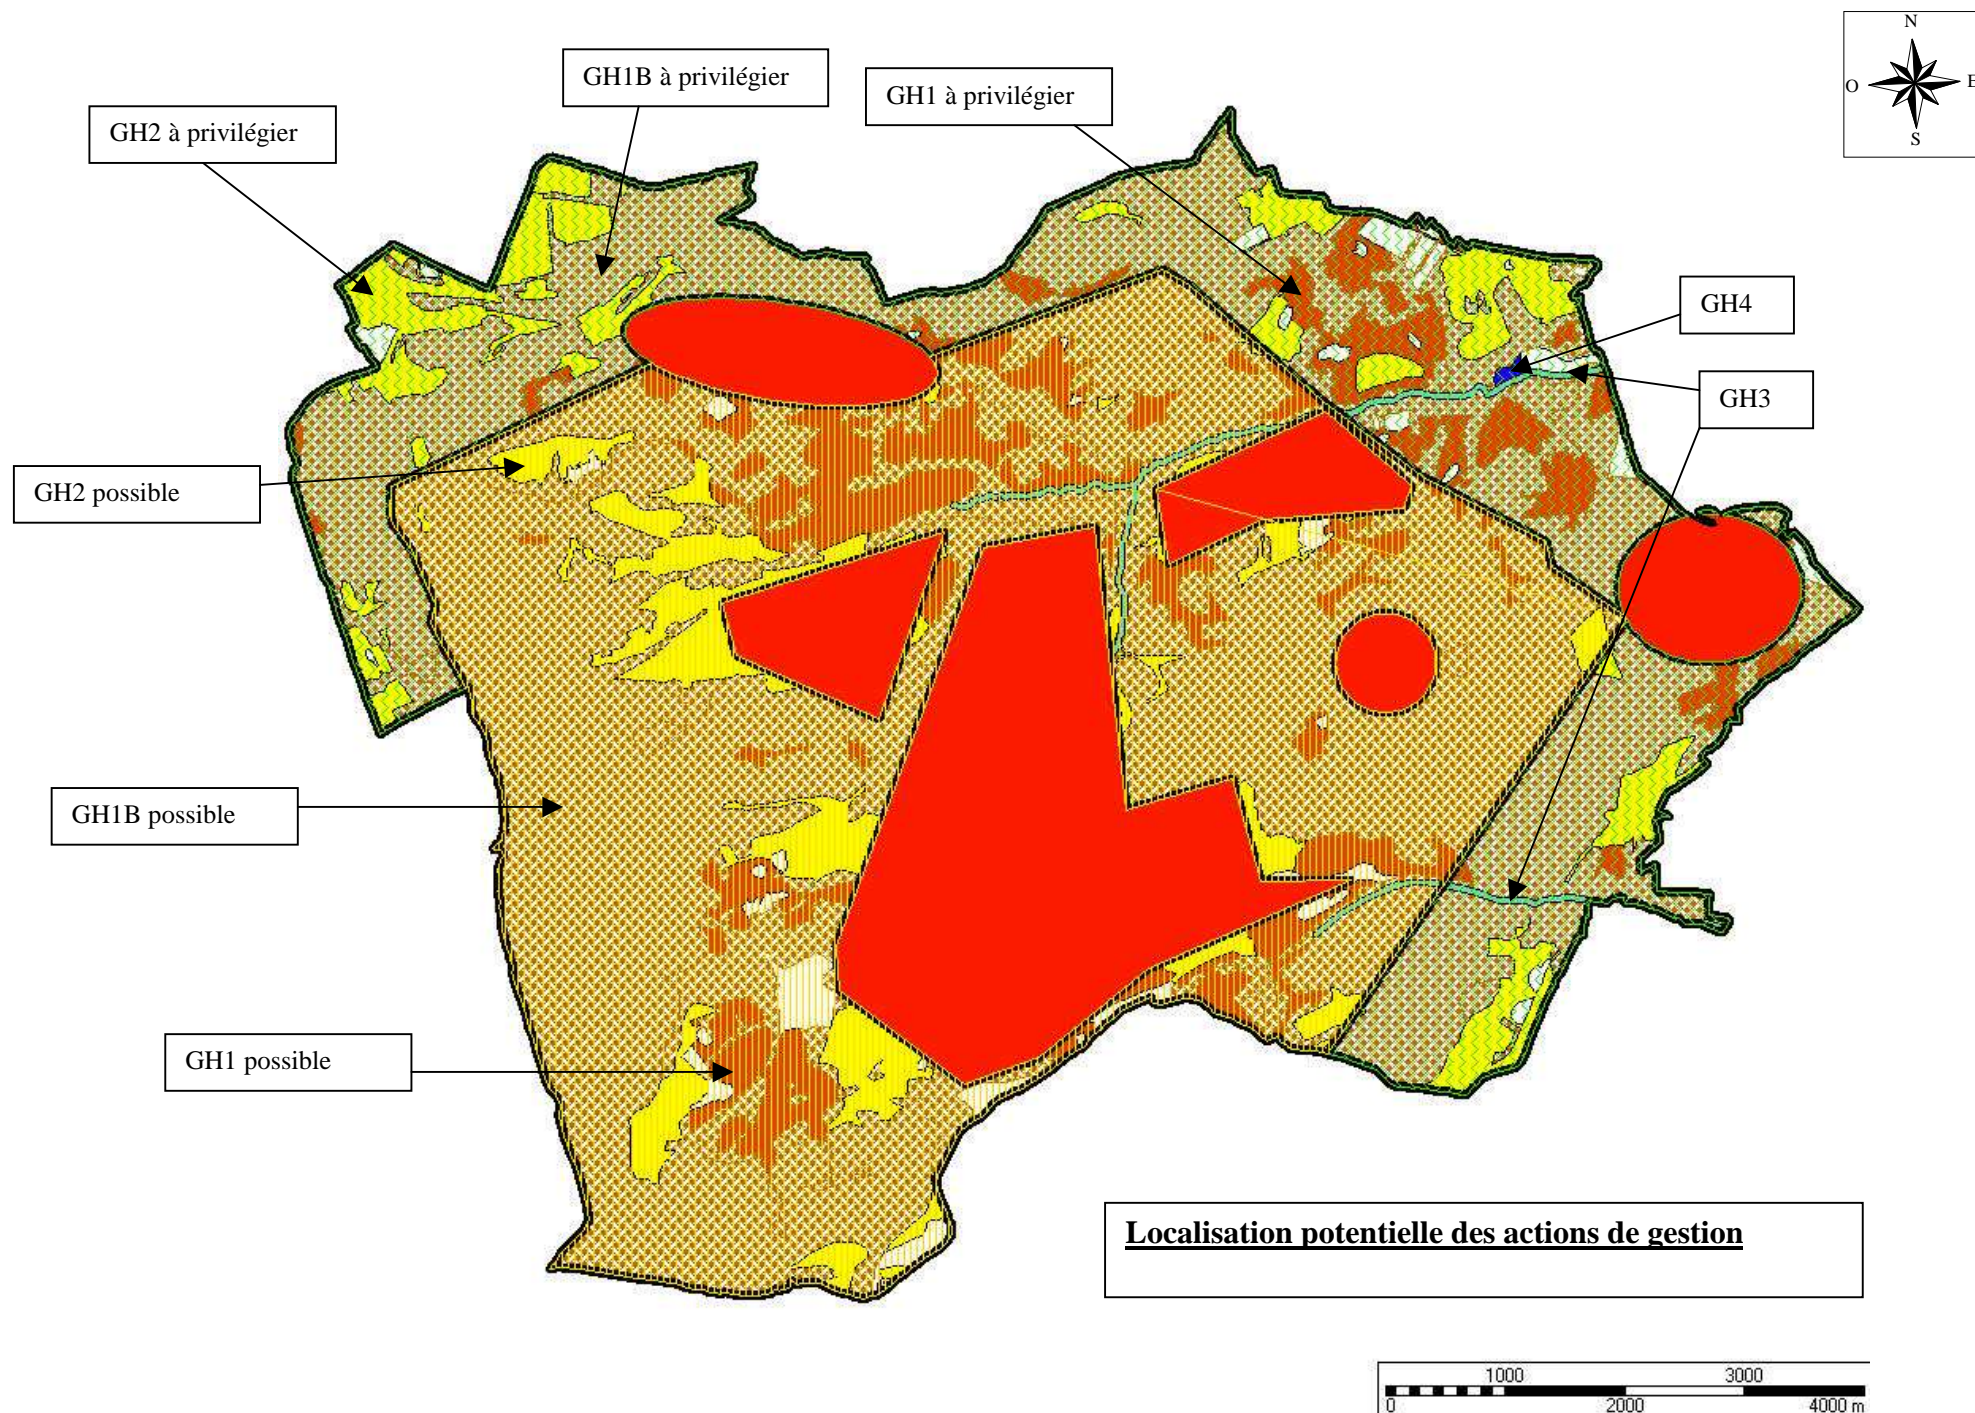 N
O
E
S
GH1B à privilégier
GH1 à privilégier
GH2 à privilégier
GH4
GH3
GH2 possible
GH1B possible
GH1 possible
Localisation potentielle des actions de gestion
1000 3000
0 2000 4000 m